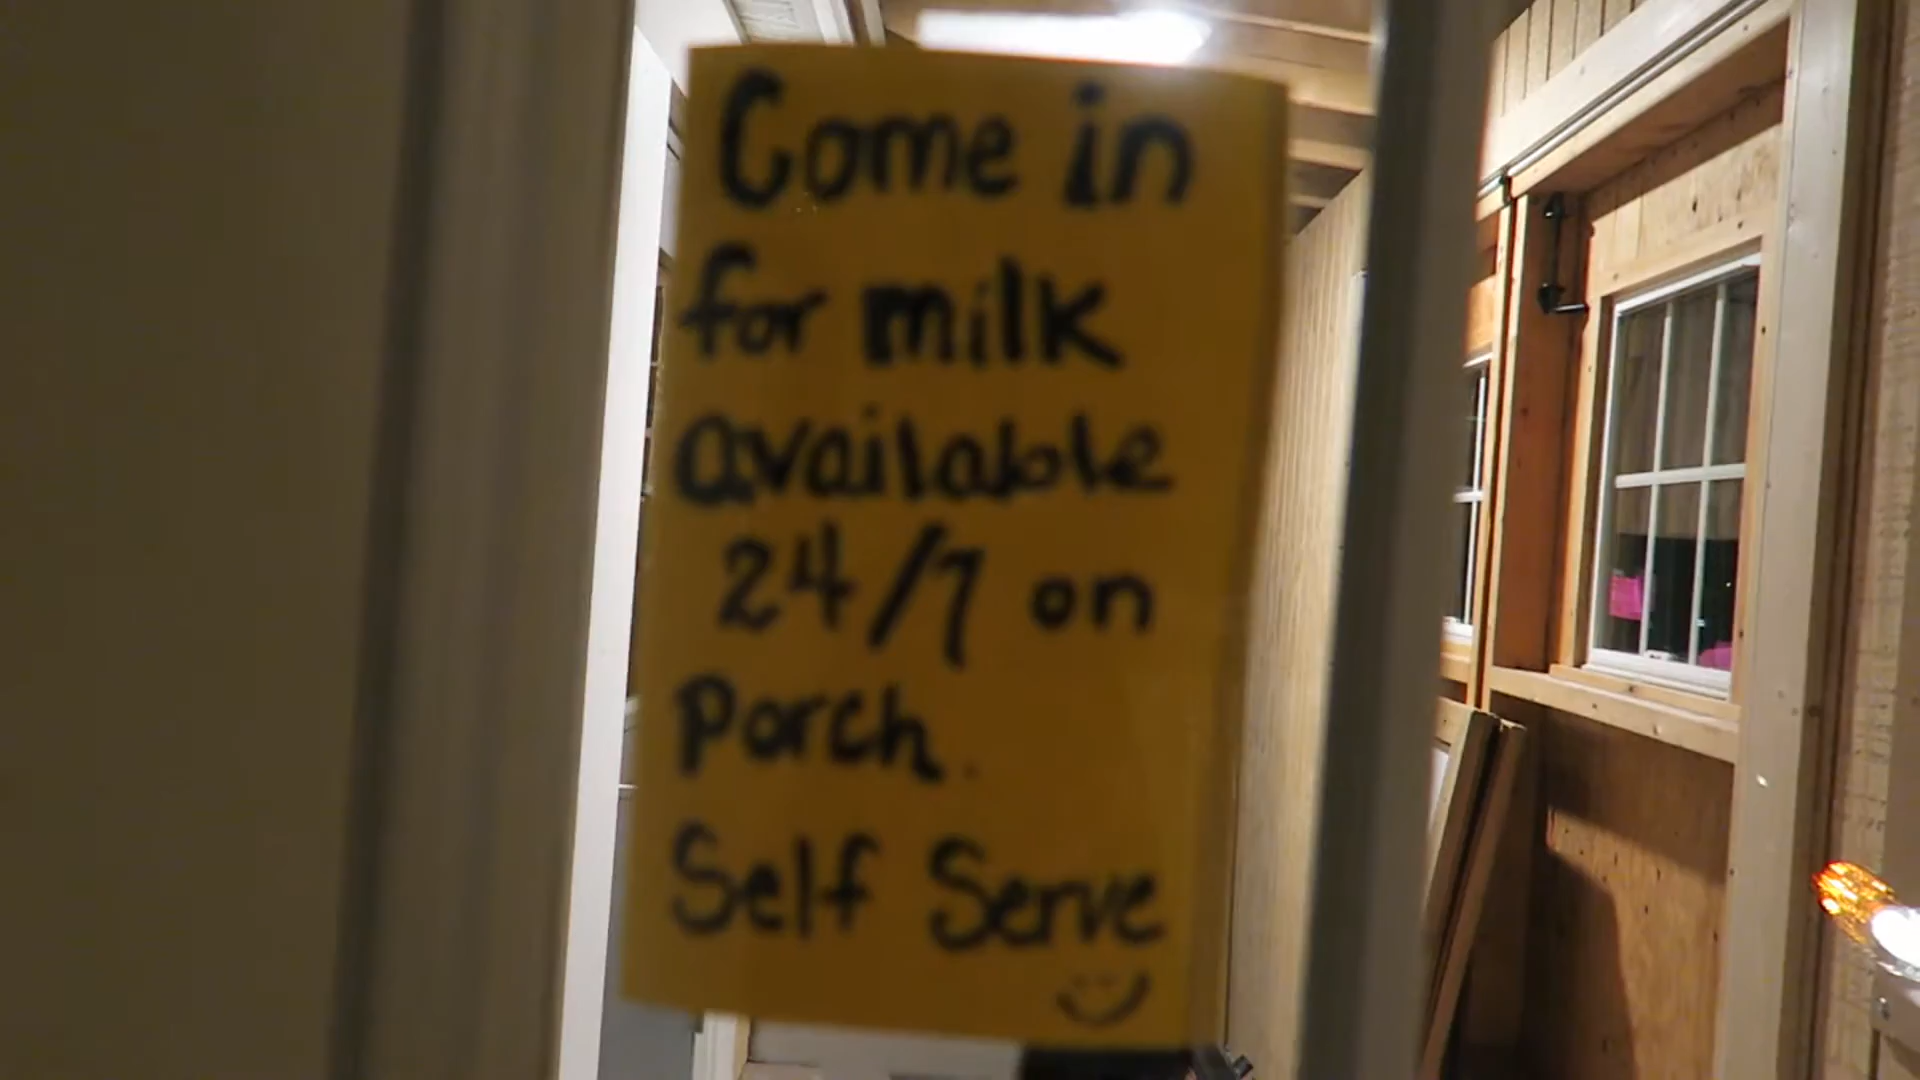 Come in
for milk
available
24/7 on
Porch.
Self Serve